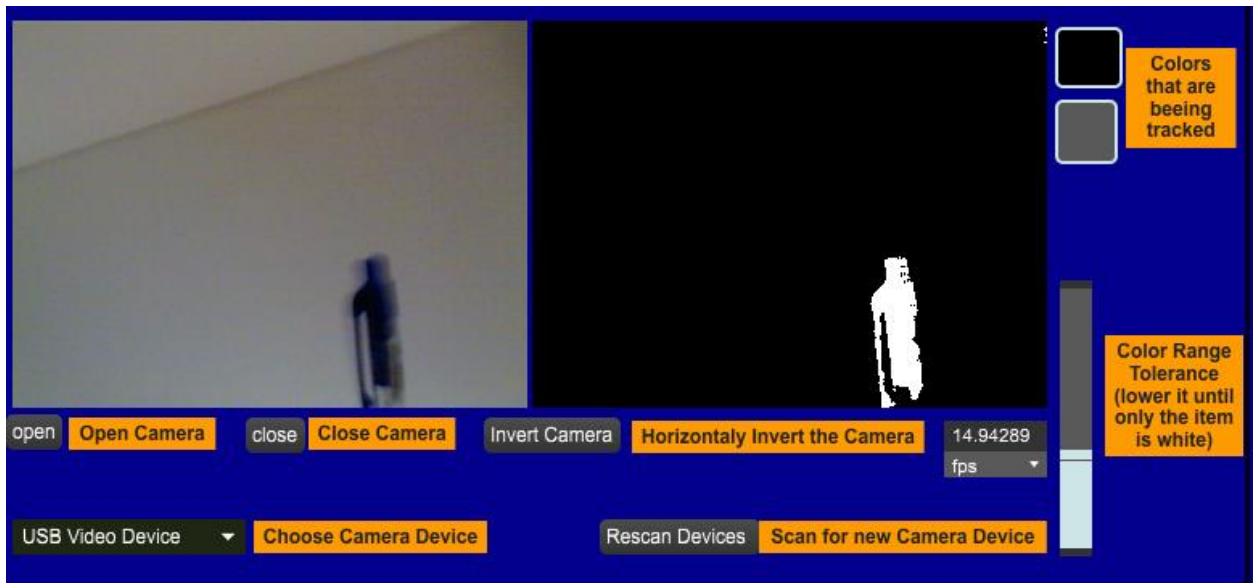 Colors
that are
beeing
tracked
Color Range
Tolerance
(lower it until
only the item
is white)
open
Open Camera
close
Close Camera
Invert Camera
Horizontaly Invert the Camera
14.94289
fps
USB Video Device
Choose Camera Device
Rescan Devices
Scan for new Camera Device